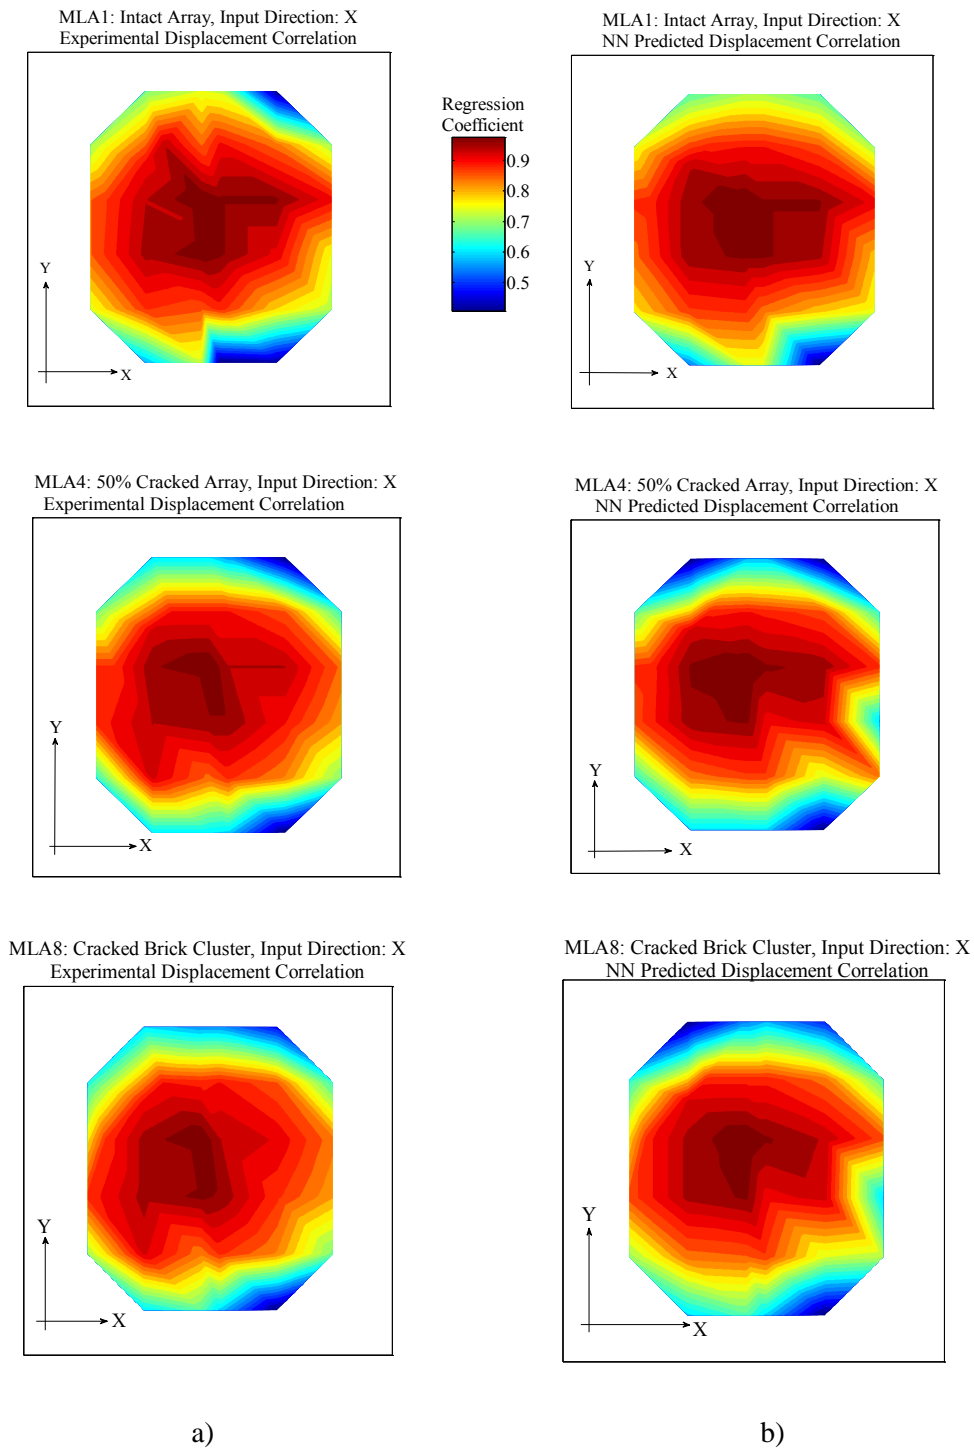 MLA1: Intact Array, Input Direction: X
Experimental Displacement Correlation
MLA1: Intact Array, Input Direction: X
NN Predicted Displacement Correlation
Regression
Coefficient
0.9
0.8
0.7
0.6
0.5
Y
X
Y
X
MLA4: 50% Cracked Array, Input Direction: X
Experimental Displacement Correlation
MLA4: 50% Cracked Array, Input Direction: X
NN Predicted Displacement Correlation
Y
X
Y
X
MLA8: Cracked Brick Cluster, Input Direction: X
Experimental Displacement Correlation
MLA8: Cracked Brick Cluster, Input Direction: X
NN Predicted Displacement Correlation
Y
X
Y
X
a)
b)